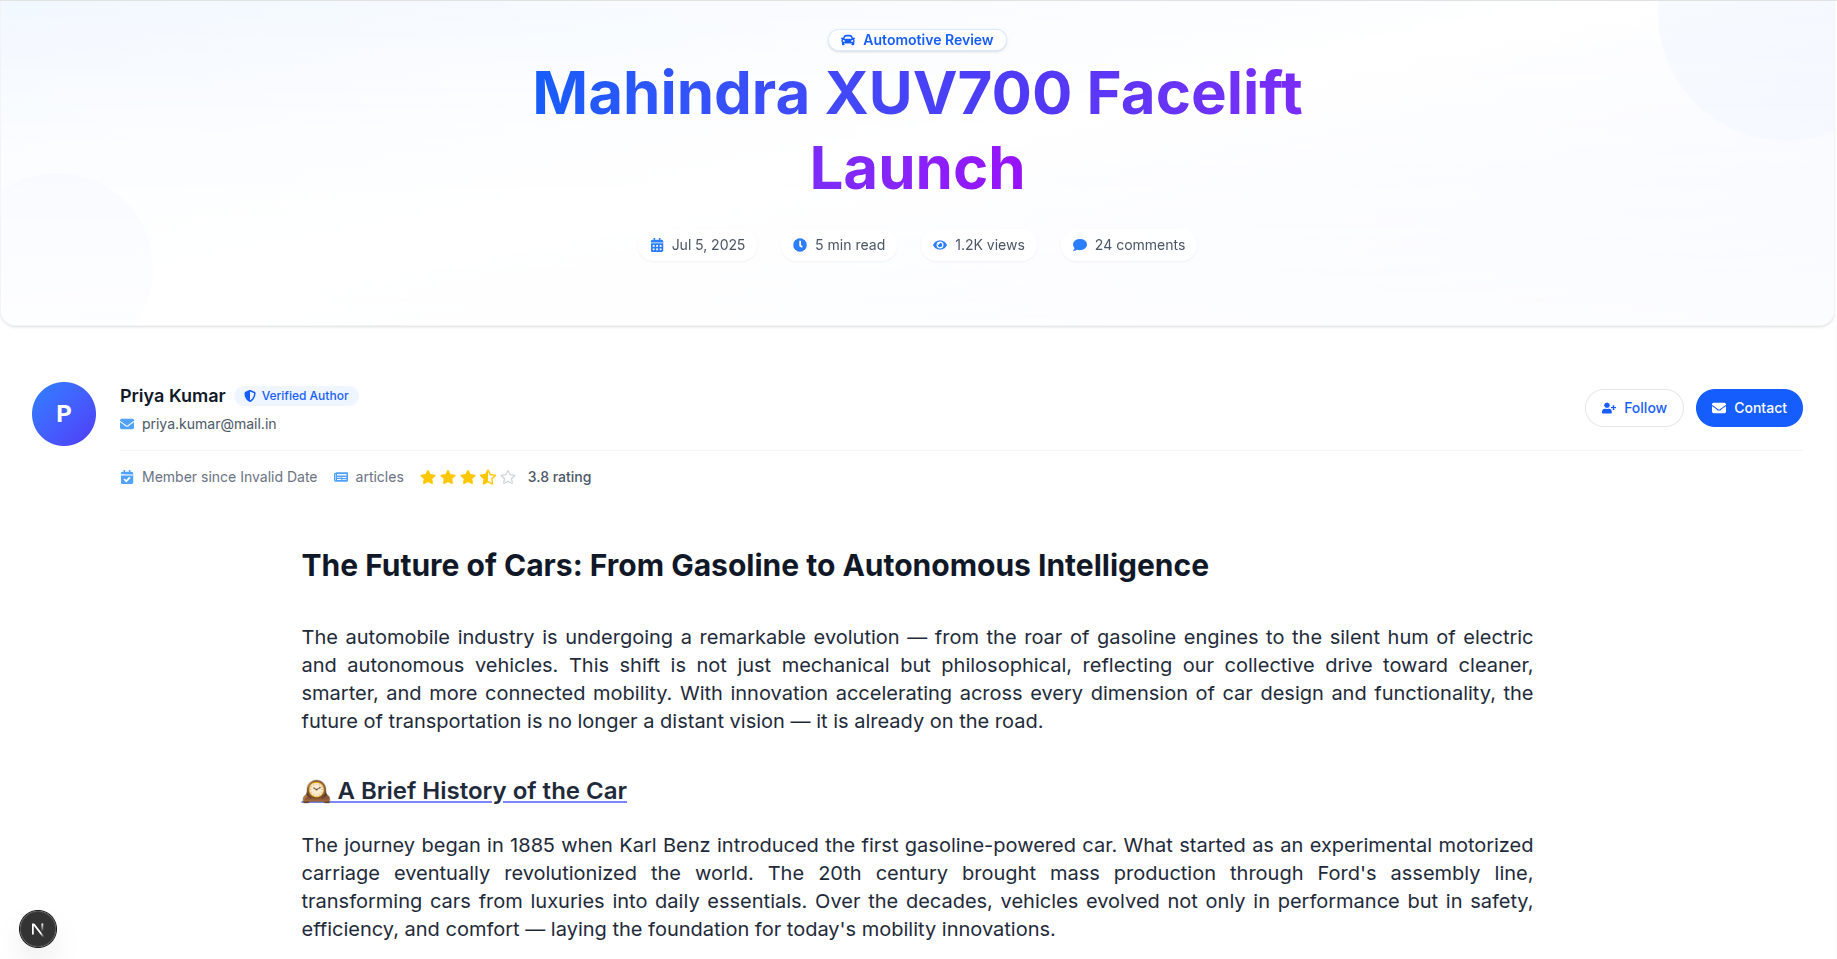 Automotive Review
Mahindra XUV700 Facelift
Launch
Jul 5, 2025
5 min read
1.2K views
24 comments
P
Priya Kumar
Verified Author
priya.kumar@mail.in
Follow
Contact
Member since Invalid Date
articles
3.8 rating
The Future of Cars: From Gasoline to Autonomous Intelligence
The automobile industry is undergoing a remarkable evolution — from the roar of gasoline engines to the silent hum of electric
and autonomous vehicles. This shift is not just mechanical but philosophical, reflecting our collective drive toward cleaner,
smarter, and more connected mobility. With innovation accelerating across every dimension of car design and functionality, the
future of transportation is no longer a distant vision — it is already on the road.
🕰️ A Brief History of the Car
The journey began in 1885 when Karl Benz introduced the first gasoline-powered car. What started as an experimental motorized
carriage eventually revolutionized the world. The 20th century brought mass production through Ford's assembly line,
transforming cars from luxuries into daily essentials. Over the decades, vehicles evolved not only in performance but in safety,
efficiency, and comfort — laying the foundation for today's mobility innovations.
N